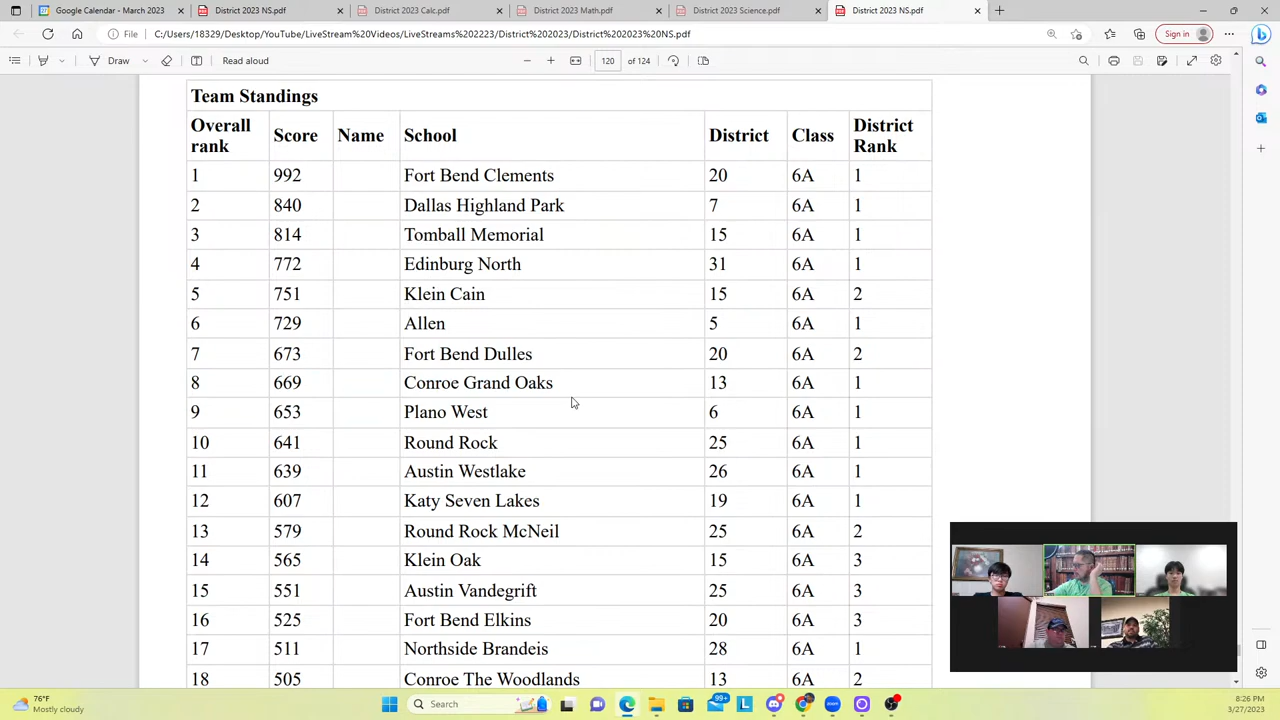 Google Calendar - March 2023
District 2023 NS.pdf
District 2023 Calc.pdf
District 2023 Math.pdf
District 2023 Science.pdf
District 2023 NS.pdf
File C:/Users/18329/Desktop/YouTube/LiveStream%20Videos/LiveStreams%202223/District%202023/District%202023%20NS.pdf Sign in
Draw Read aloud 120 of 124
Team Standings
Overall rank Score Name School District Class District Rank
1 992 Fort Bend Clements 20 6A 1
2 840 Dallas Highland Park 7 6A 1
3 814 Tomball Memorial 15 6A 1
4 772 Edinburg North 31 6A 1
5 751 Klein Cain 15 6A 2
6 729 Allen 5 6A 1
7 673 Fort Bend Dulles 20 6A 2
8 669 Conroe Grand Oaks 13 6A 1
9 653 Plano West 6 6A 1
10 641 Round Rock 25 6A 1
11 639 Austin Westlake 26 6A 1
12 607 Katy Seven Lakes 19 6A 1
13 579 Round Rock McNeil 25 6A 2
14 565 Klein Oak 15 6A 3
15 551 Austin Vandegrift 25 6A 3
16 525 Fort Bend Elkins 20 6A 3
17 511 Northside Brandeis 28 6A 1
18 505 Conroe The Woodlands 13 6A 2
76°F
Mostly cloudy
Search
99+
8:26 PM
3/27/2023